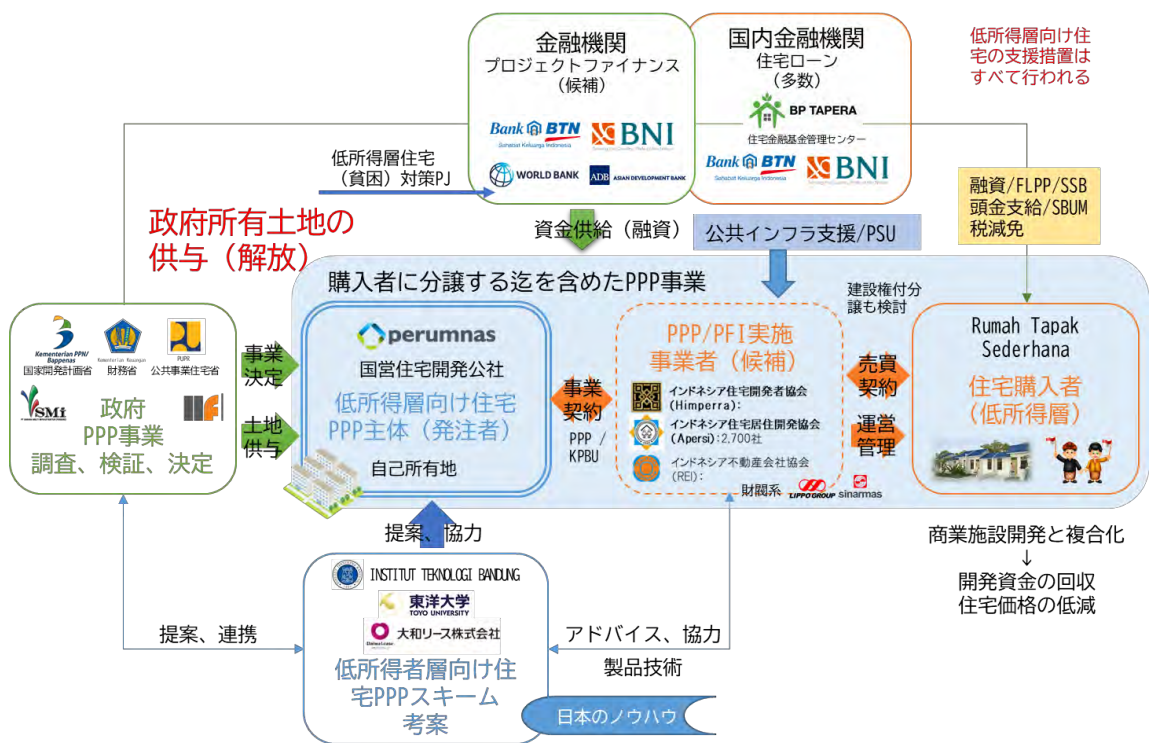 金融機関
プロジェクトファイナンス
（候補）
Bank BTN
Sahabat Keluarga Indonesia
BNI
WORLD BANK
ADB ASIAN DEVELOPMENT BANK
国内金融機関
住宅ローン
（多数）
BP TAPERA
住宅金融基金管理センター
Bank BTN
Sahabat Keluarga Indonesia
BNI
低所得層向け住
宅の支援措置は
すべて行われる
低所得層住宅
（貧困）対策PJ
融資/FLPP/SSB
頭金支給/SBUM
税減免
政府所有土地の
供与（解放）
資金供給（融資）
公共インフラ支援/PSU
購入者に分譲する迄を含めたPPP事業
建設権付分
譲も検討
Kementerian PPN/
Bappenas
国家開発計画省
Kementerian Keuangan
財務省
PUPR
公共事業住宅省
SMI
政府
PPP事業
調査、検証、決定
事業
決定
土地
供与
perumnas
国営住宅開発公社
低所得層向け住宅
PPP主体（発注者）
自己所有地
事業
契約
PPP /
KPBU
PPP/PFI実施
事業者（候補）
インドネシア住宅開発者協会
(Himperra):
インドネシア住宅居住開発協会
(Apersi):2,700社
インドネシア不動産会社協会
(REI):
財閥系
LIPPO GROUP
sinarmas
売買
契約
運営
管理
Rumah Tapak
Sederhana
住宅購入者
（低所得層）
提案、協力
INSTITUT TEKNOLOGI BANDUNG
東洋大学
TOYO UNIVERSITY
大和リース株式会社
DaiwaLease
低所得者層向け住
宅PPPスキーム
考案
提案、連携
アドバイス、協力
製品技術
日本のノウハウ
商業施設開発と複合化
↓
開発資金の回収
住宅価格の低減